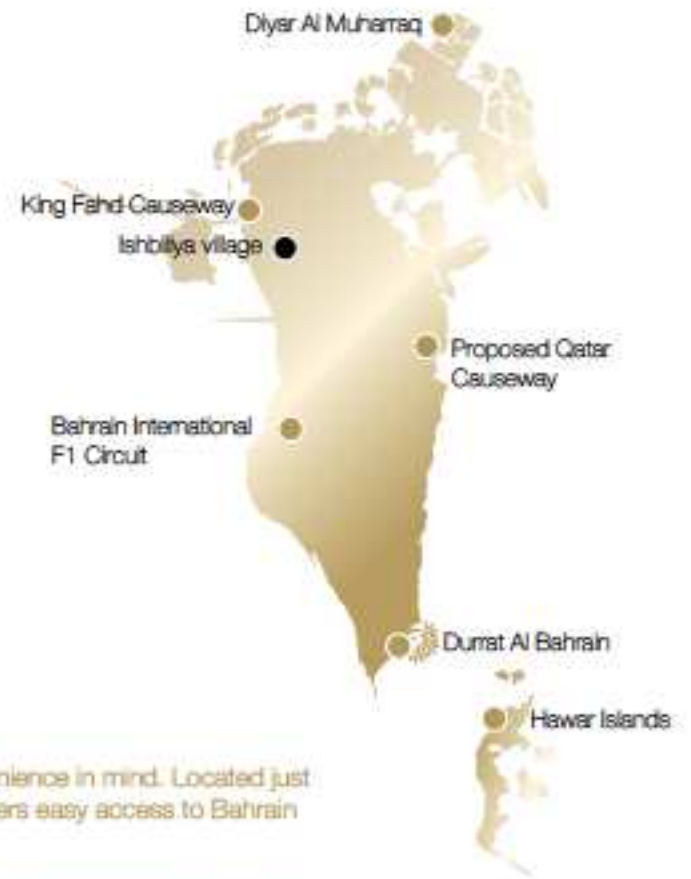 Diyar Al Muharraq
King Fahd Causeway
Ishbiliya village
Proposed Qatar
Causeway
Bahrain International
F1 Circuit
Durrat Al Bahrain
Hawar Islands
nience in mind. Located just
ers easy access to Bahrain